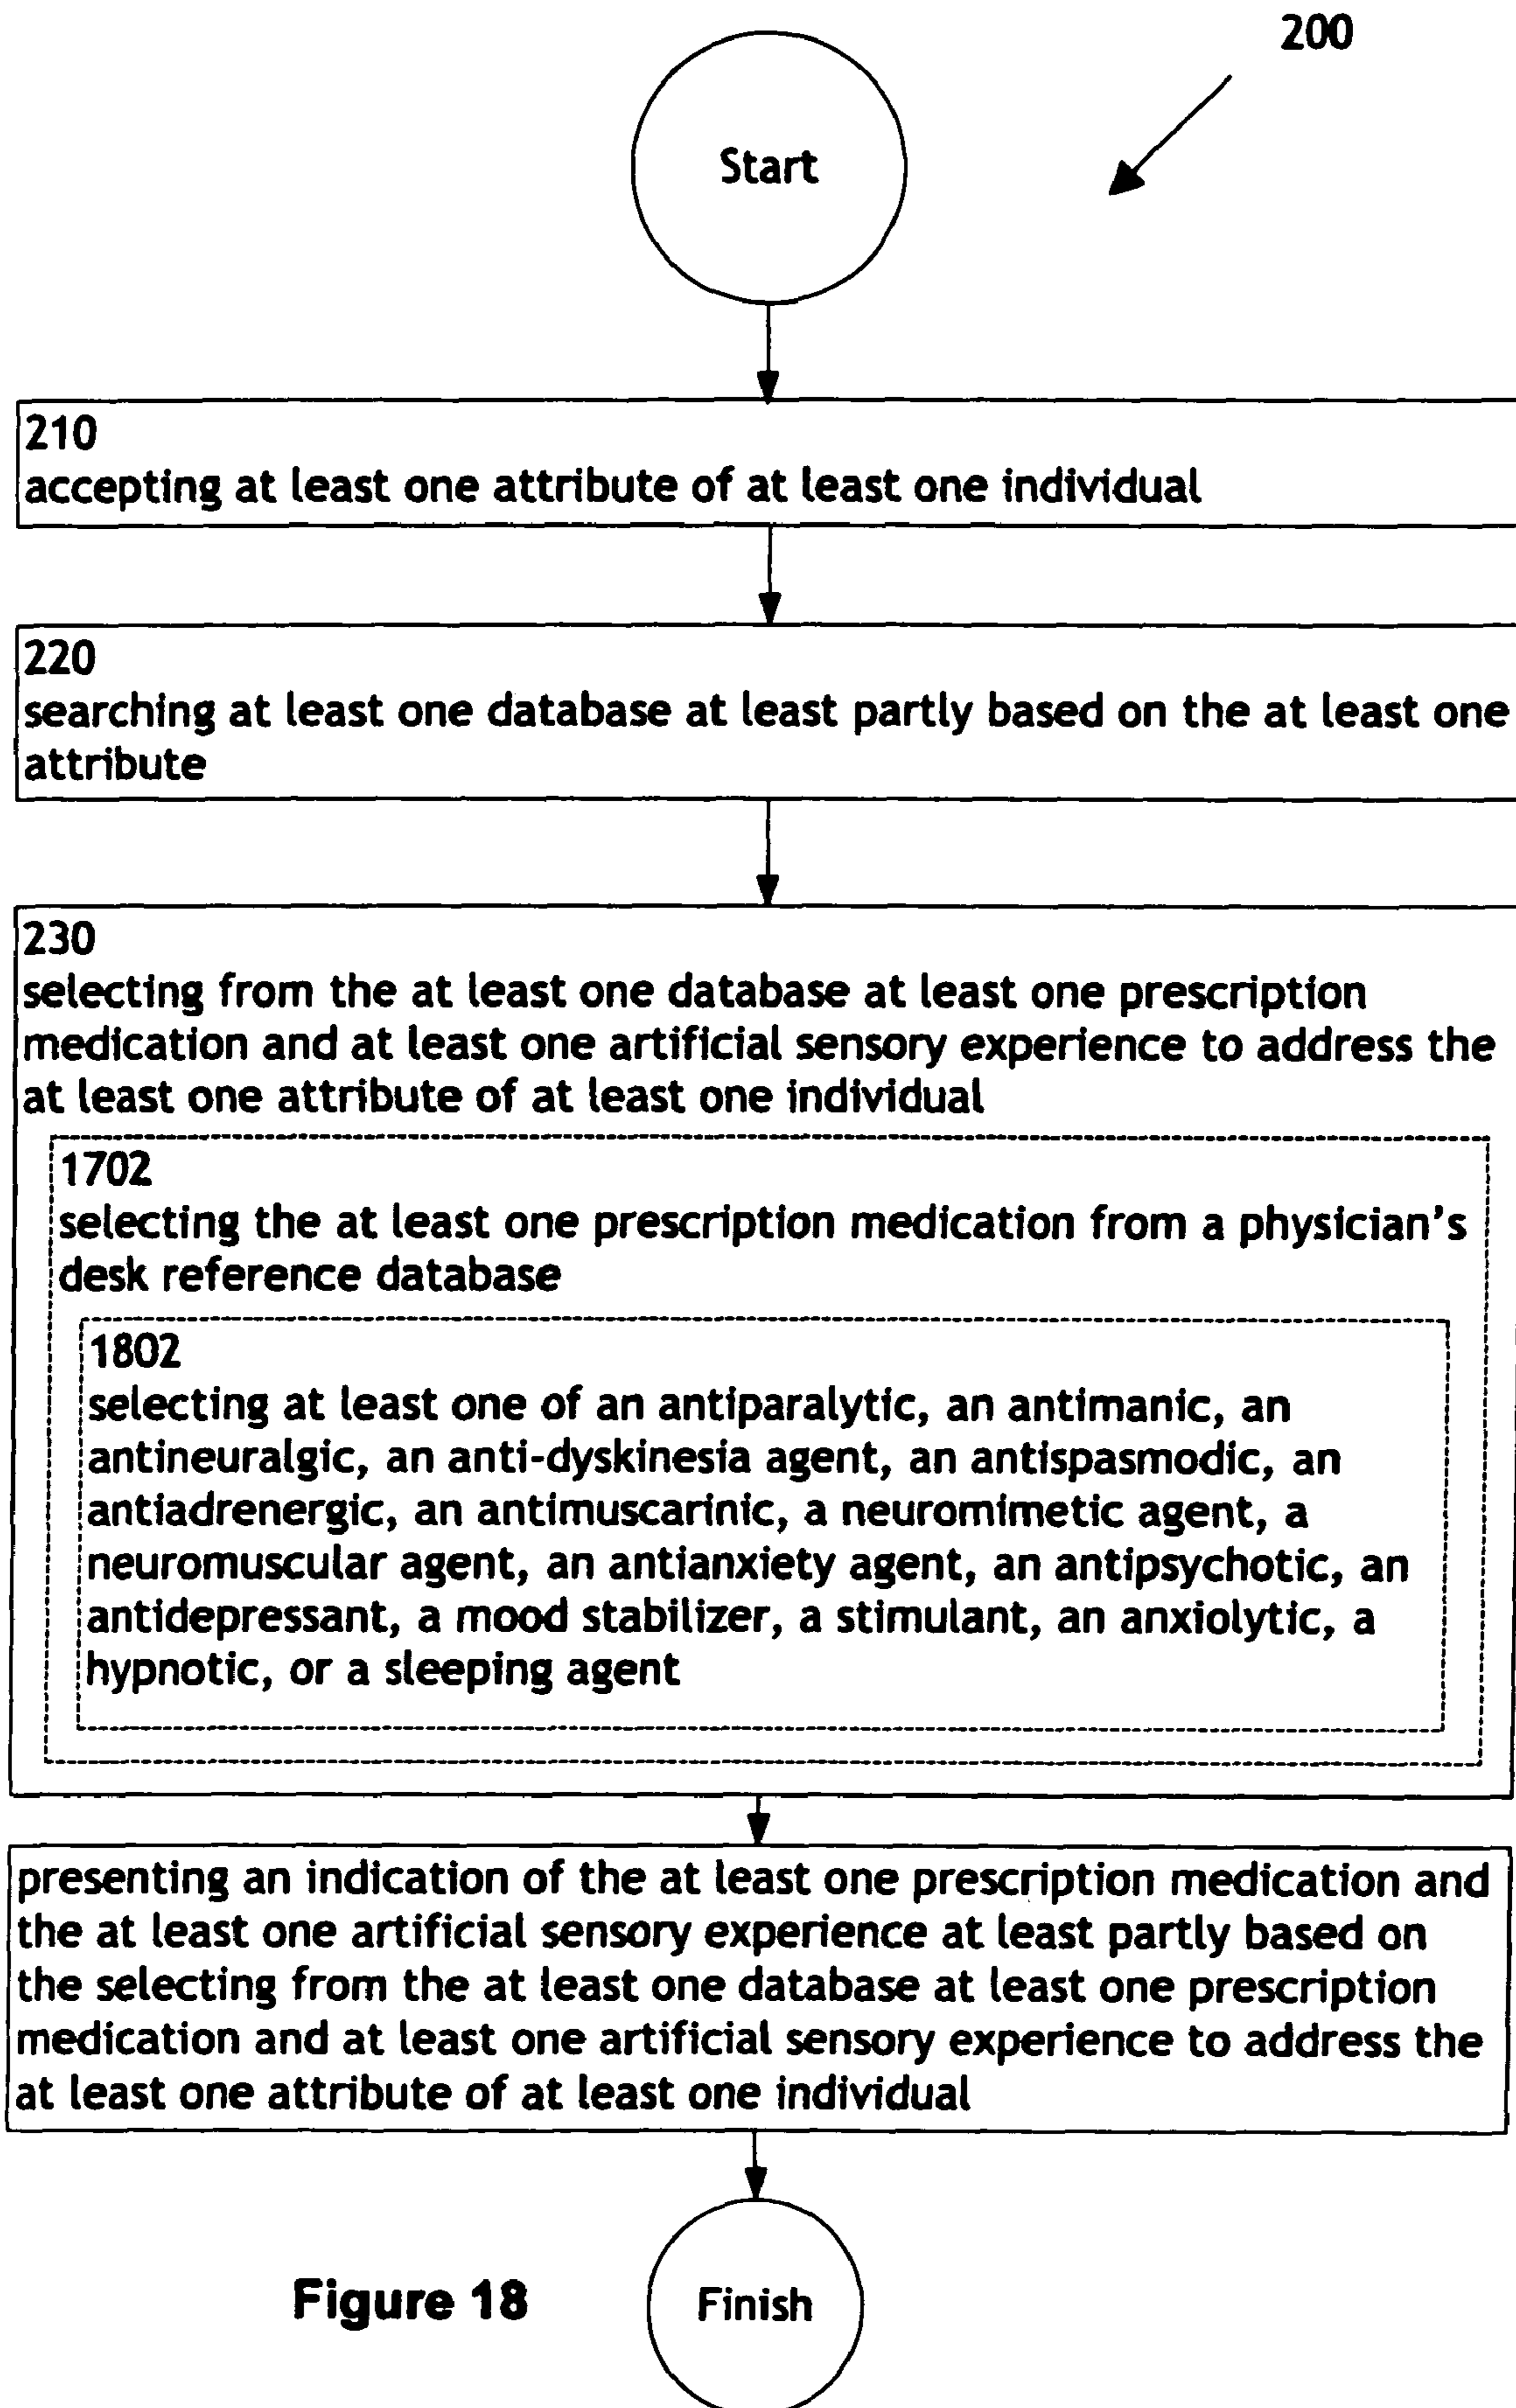 200
Start
210
accepting at least one attribute of at least one individual
220
searching at least one database at least partly based on the at least one
attribute
230
selecting from the at least one database at least one prescription
medication and at least one artificial sensory experience to address the
at least one attribute of at least one individual
1702
selecting the at least one prescription medication from a physician's
desk reference database
1802
selecting at least one of an antiparalytic, an antimanic, an
antineuralgic, an anti-dyskinesia agent, an antispasmodic, an
antiadrenergic, an antimuscarinic, a neuromimetic agent, a
neuromuscular agent, an antianxiety agent, an antipsychotic, an
antidepressant, a mood stabilizer, a stimulant, an anxiolytic, a
hypnotic, or a sleeping agent
presenting an indication of the at least one prescription medication and
the at least one artificial sensory experience at least partly based on
the selecting from the at least one database at least one prescription
medication and at least one artificial sensory experience to address the
at least one attribute of at least one individual
Figure 18
Finish